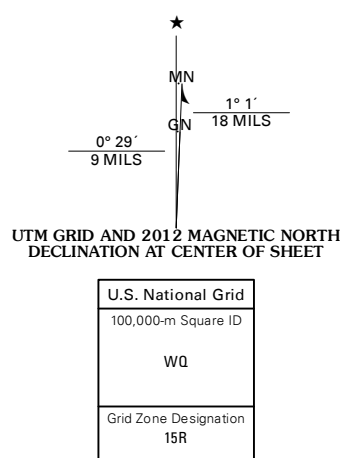 ★
MN
1° 1´
18 MILS
GN
0° 29´
9 MILS
UTM GRID AND 2012 MAGNETIC NORTH
DECLINATION AT CENTER OF SHEET
U.S. National Grid
100,000-m Square ID
WQ
Grid Zone Designation
15R